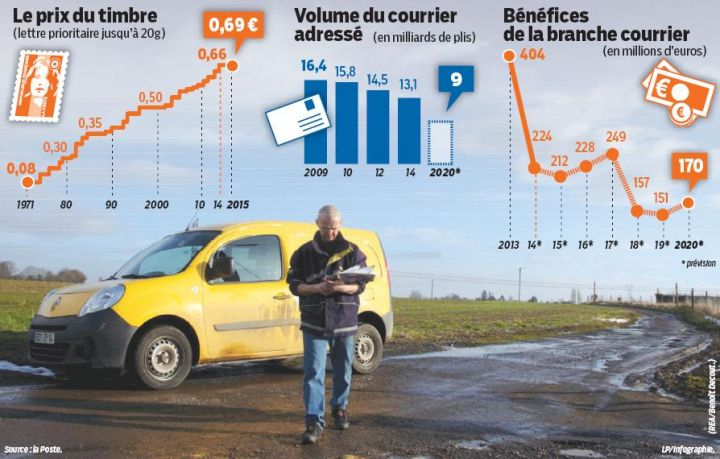 Le prix du timbre
(lettre prioritaire jusqu'à 20g)
0,69 €
0,66
0,50
0,35
0,30
0,08
1971 80 90 2000 10 14 2015
Volume du courrier
adressé (en milliards de plis)
16,4 15,8 14,5 13,1 9
2009 10 12 14 2020*
Bénéfices
de la branche courrier
(en millions d'euros)
404
224 212 228 249 157 151 170
2013 14* 15* 16* 17* 18* 19* 2020*
* prévision
Source : la Poste.
(REA/Benoît Decout.)
LP/Infographie.